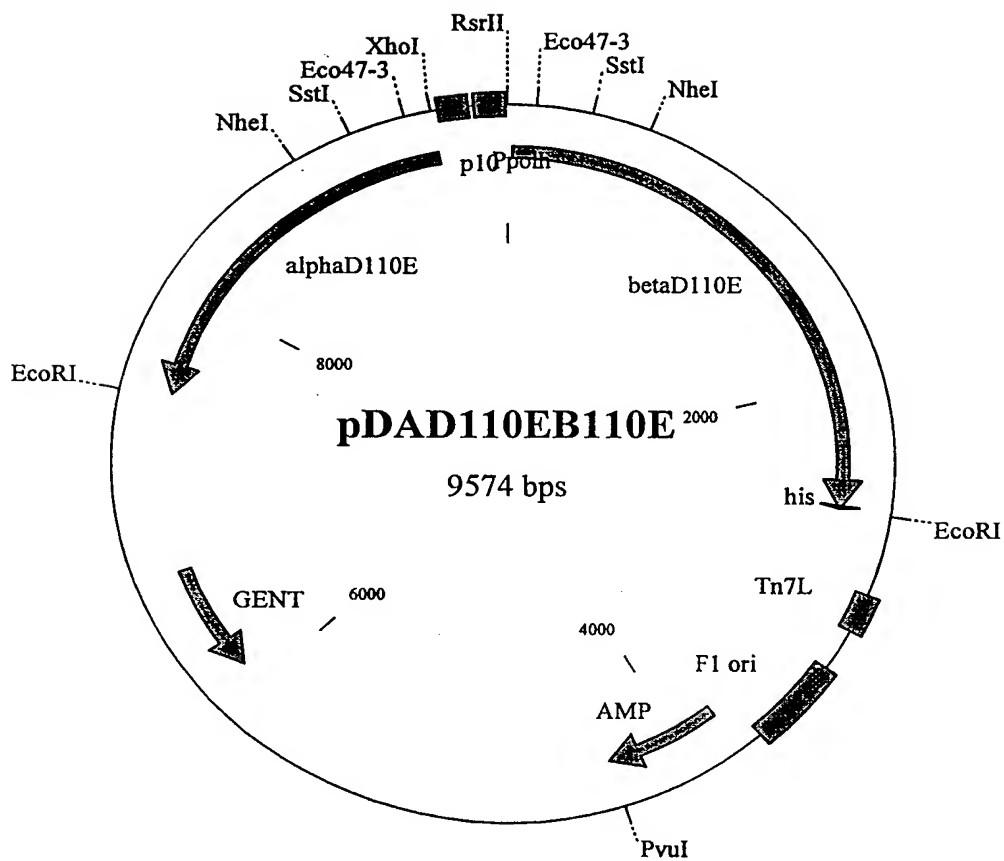 RsrII
XhoI
Eco47-3
Eco47-3
SstI
SstI
NheI
NheI
p10
Ppolh
alphaD110E
betaD110E
EcoRI
8000
pDAD110EB110E
2000
9574 bps
his
EcoRI
Tn7L
GENT
6000
4000
F1 ori
AMP
PvuI